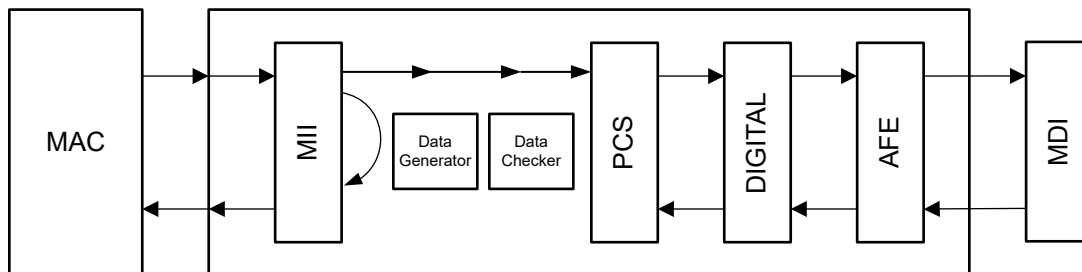 MAC
MII
Data
Generator
Data
Checker
PCS
DIGITAL
AFE
MDI